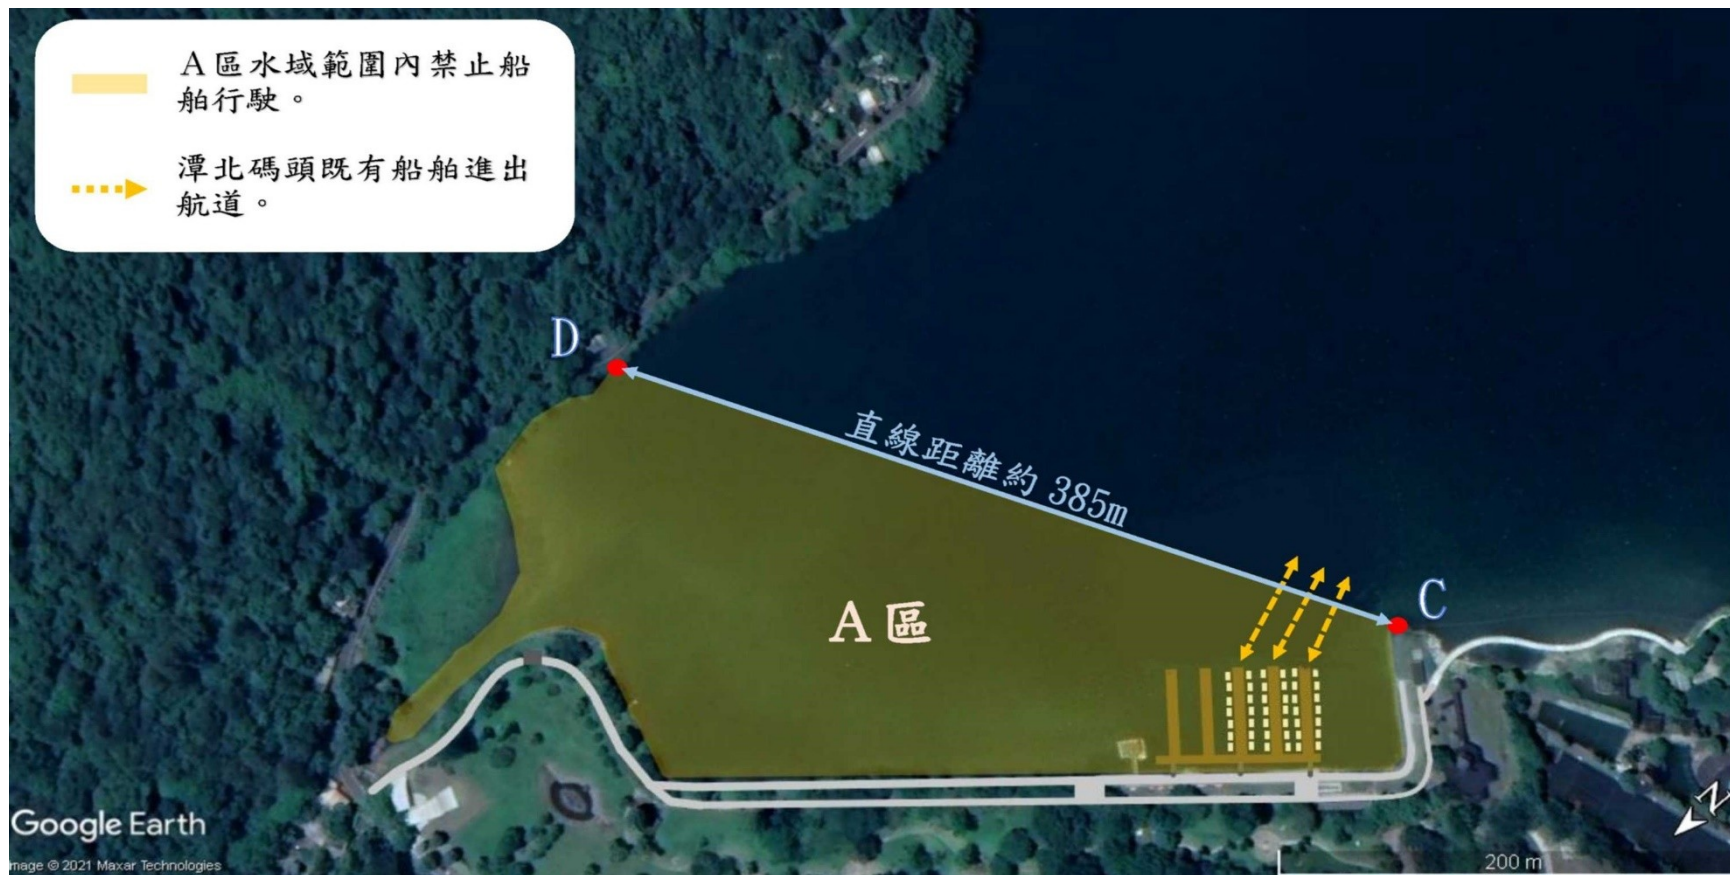 A區水域範圍內禁止船
舶行駛。
潭北碼頭既有船舶進出
航道。
D
直線距離約 385m
C
A區
N
Google Earth
Image © 2021 Maxar Technologies
200 m